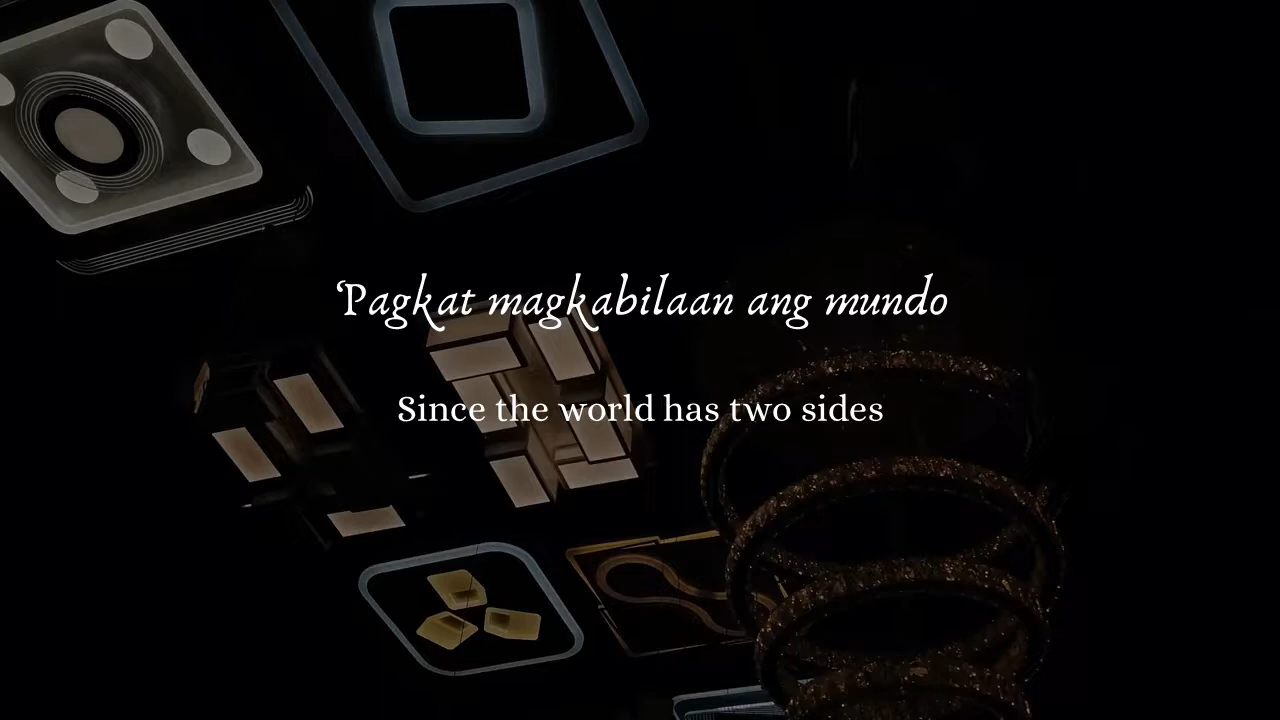 ‘Pagkat magkabilaan ang mundo
Since the world has two sides